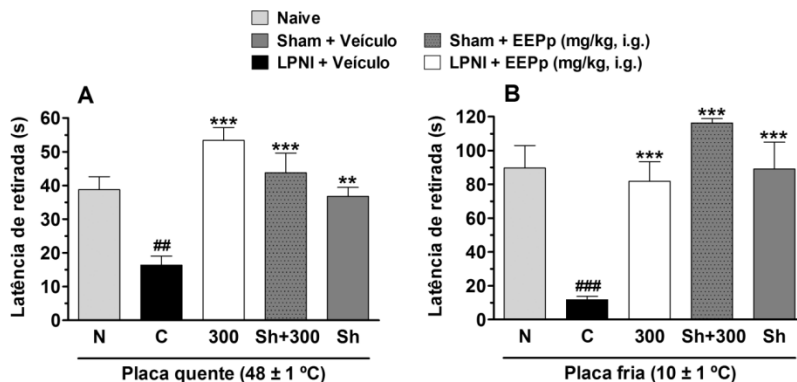 Naive
Sham + Veículo
Sham + EEPp (mg/kg, i.g.)
LPNI + Veículo
LPNI + EEPp (mg/kg, i.g.)
A
Latência de retirada (s)
60
50
40
30
20
10
0
##
***
***
**
N C 300 Sh+300 Sh
Placa quente (48 ± 1 ºC)
B
Latência de retirada (s)
120
100
80
60
40
20
0
###
***
***
***
N C 300 Sh+300 Sh
Placa fria (10 ± 1 ºC)